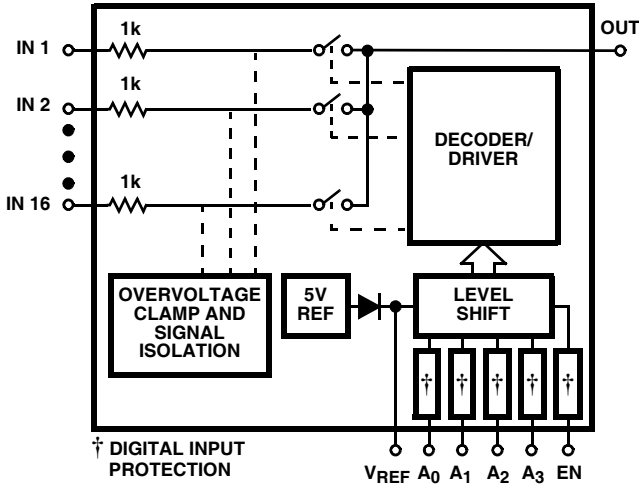 1k
IN 1
OUT
1k
IN 2
1k
IN 16
DECODER/
DRIVER
OVERVOLTAGE
CLAMP AND
SIGNAL
ISOLATION
5V
REF
LEVEL
SHIFT
† † † † †
† DIGITAL INPUT
PROTECTION
VREF A0 A1 A2 A3 EN